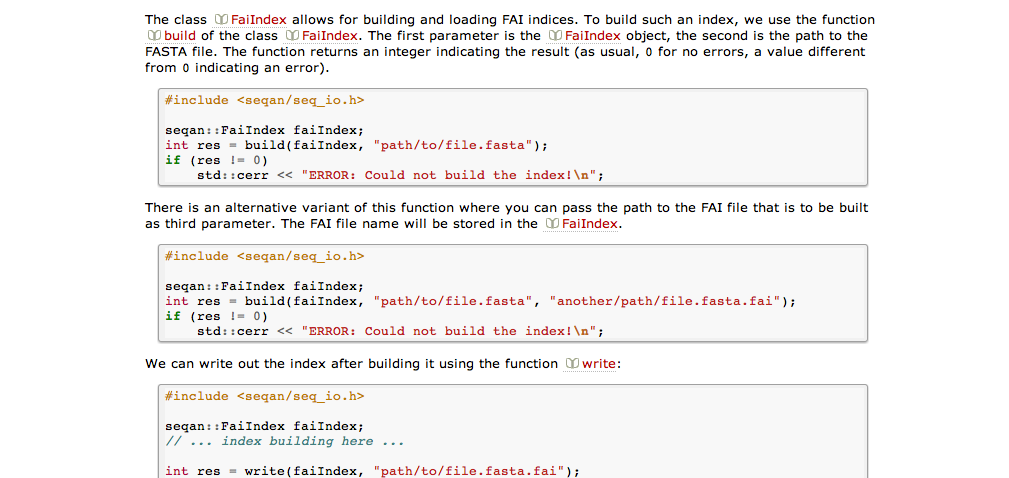 The class FaiIndex allows for building and loading FAI indices. To build such an index, we use the function
build of the class FaiIndex. The first parameter is the FaiIndex object, the second is the path to the
FASTA file. The function returns an integer indicating the result (as usual, 0 for no errors, a value different
from 0 indicating an error).
#include <seqan/seq_io.h>
seqan::FaiIndex faiIndex;
int res = build(faiIndex, "path/to/file.fasta");
if (res != 0)
std::cerr << "ERROR: Could not build the index!\n";
There is an alternative variant of this function where you can pass the path to the FAI file that is to be built
as third parameter. The FAI file name will be stored in the FaiIndex.
#include <seqan/seq_io.h>
seqan::FaiIndex faiIndex;
int res = build(faiIndex, "path/to/file.fasta", "another/path/file.fasta.fai");
if (res != 0)
std::cerr << "ERROR: Could not build the index!\n";
We can write out the index after building it using the function write:
#include <seqan/seq_io.h>
seqan::FaiIndex faiIndex;
// ... index building here ...
int res = write(faiIndex, "path/to/file.fasta.fai");